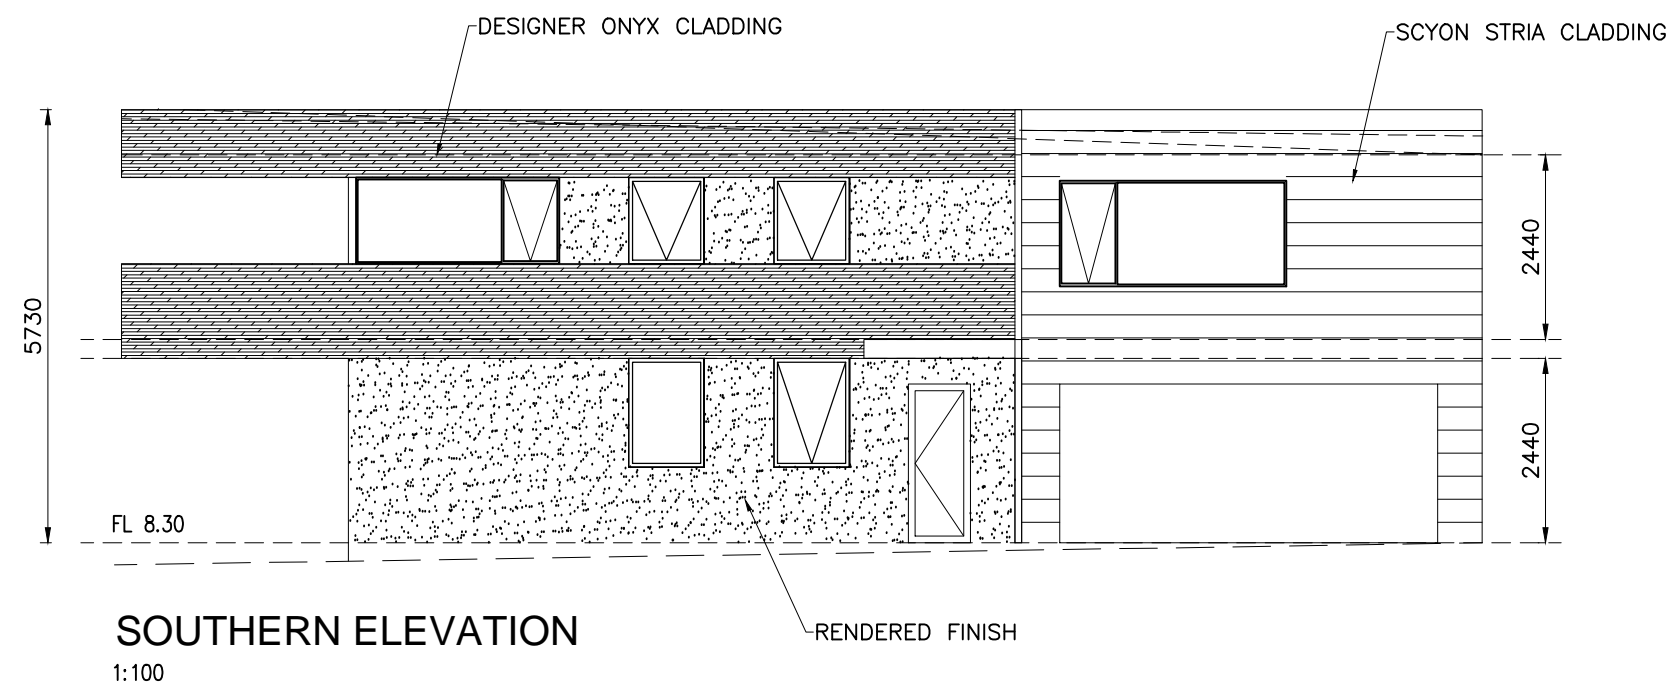 DESIGNER ONYX CLADDING
SCYON STRIA CLADDING
5730
2440
2440
FL 8.30
SOUTHERN ELEVATION
1:100
RENDERED FINISH